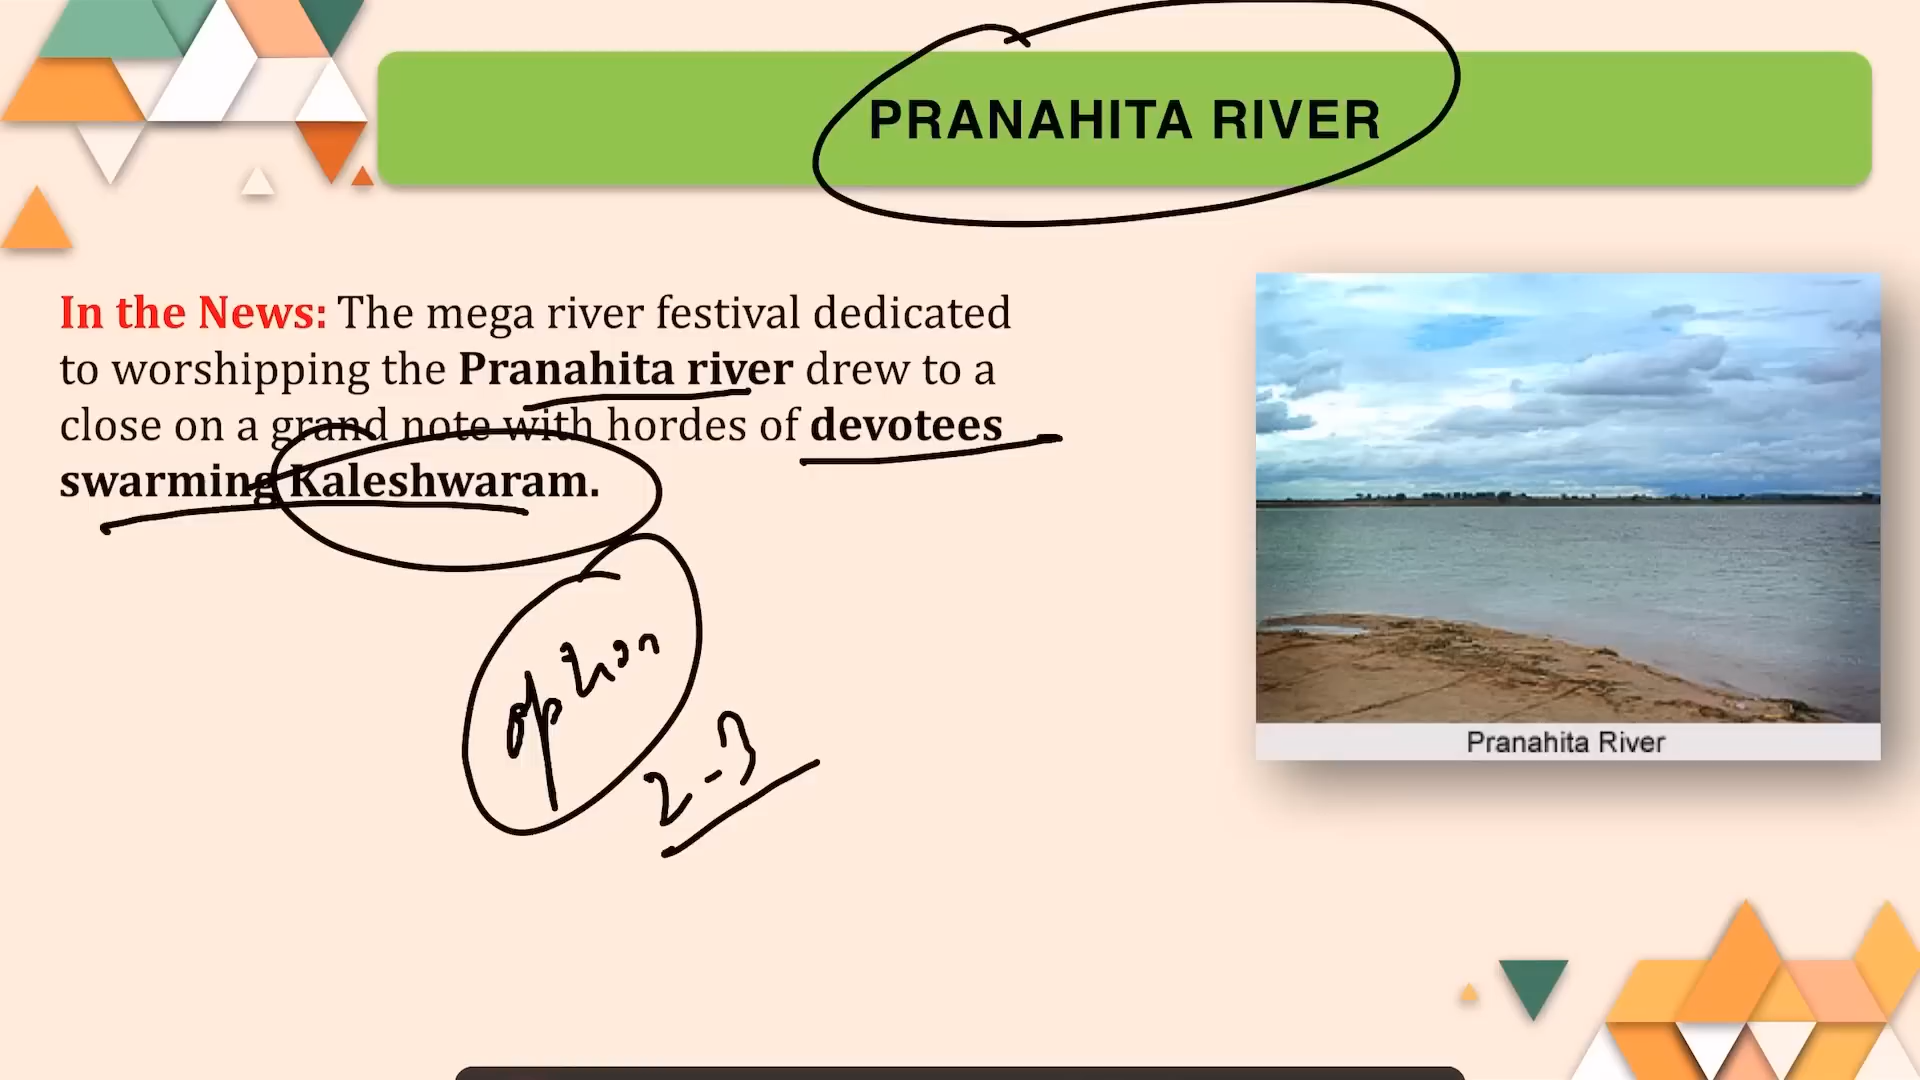 PRANAHITA RIVER
In the News: The mega river festival dedicated
to worshipping the Pranahita river drew to a
close on a grand note with hordes of devotees
swarming Kaleshwaram.
option
2-3
Pranahita River